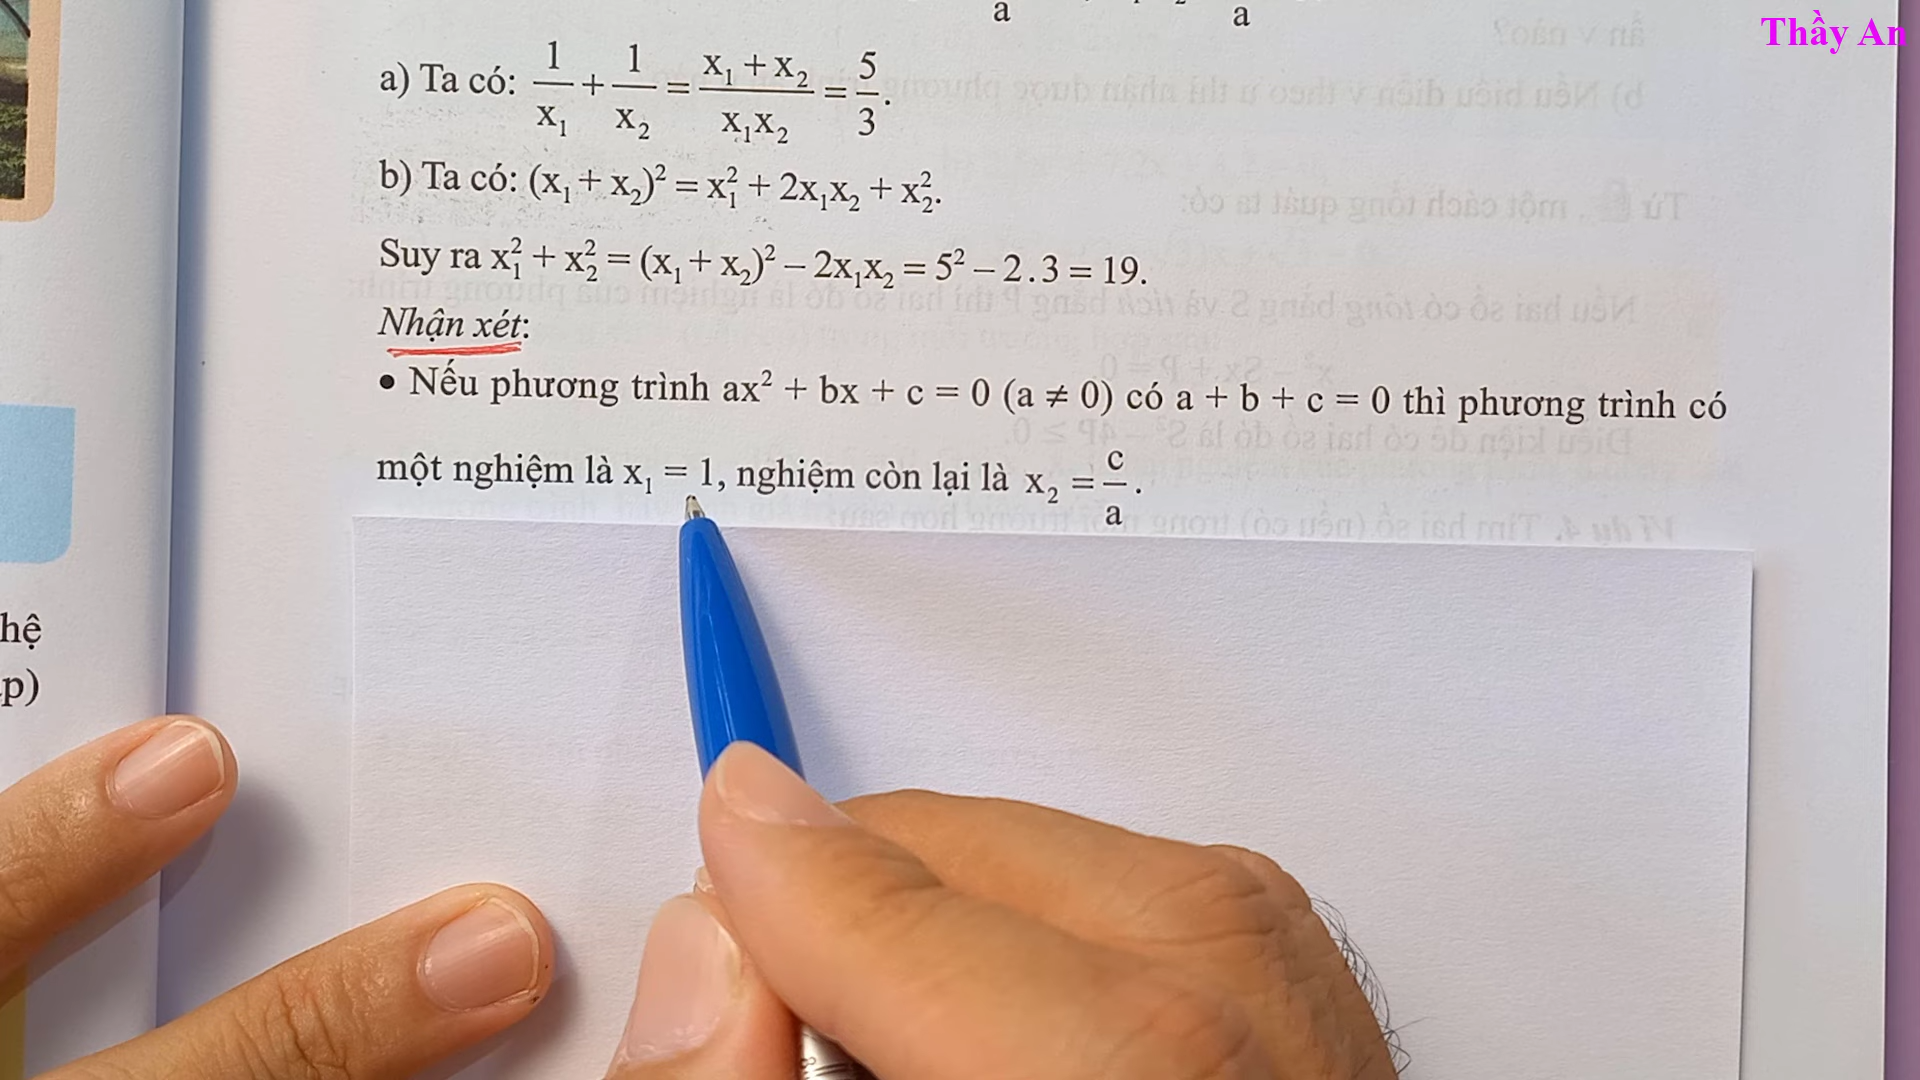 Thầy An
a a
a) Ta có: 1/x₁ + 1/x₂ = (x₁ + x₂)/(x₁x₂) = 5/3.
b) Ta có: (x₁ + x₂)² = x₁² + 2x₁x₂ + x₂².
Suy ra x₁² + x₂² = (x₁ + x₂)² – 2x₁x₂ = 5² – 2.3 = 19.
Nhận xét:
• Nếu phương trình ax² + bx + c = 0 (a ≠ 0) có a + b + c = 0 thì phương trình có
một nghiệm là x₁ = 1, nghiệm còn lại là x₂ = c/a.
hệ
p)